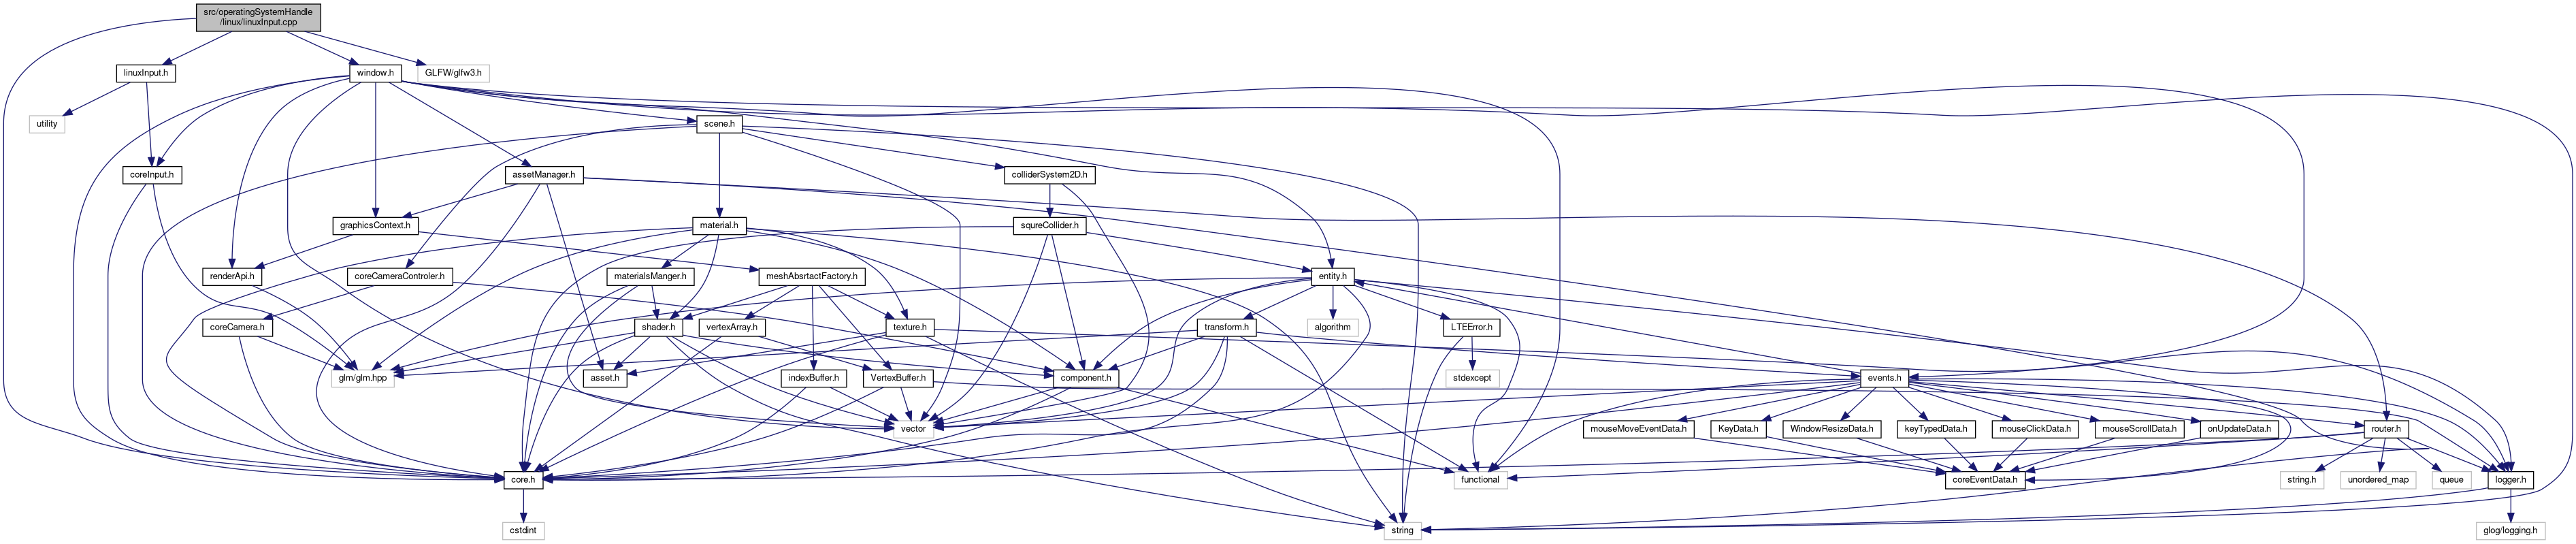 src/operatingSystemHandle
/linux/linuxInput.cpp
linuxInput.h
window.h
GLFW/glfw3.h
utility
scene.h
coreInput.h
assetManager.h
colliderSystem2D.h
graphicsContext.h
material.h
squreCollider.h
renderApi.h
coreCameraControler.h
materialsManger.h
meshAbsrtactFactory.h
entity.h
coreCamera.h
shader.h
vertexArray.h
texture.h
transform.h
algorithm
LTEError.h
glm/glm.hpp
asset.h
indexBuffer.h
VertexBuffer.h
component.h
stdexcept
events.h
vector
mouseMoveEventData.h
KeyData.h
WindowResizeData.h
keyTypedData.h
mouseClickData.h
mouseScrollData.h
onUpdateData.h
router.h
core.h
functional
coreEventData.h
string.h
unordered_map
queue
logger.h
cstdint
string
glog/logging.h